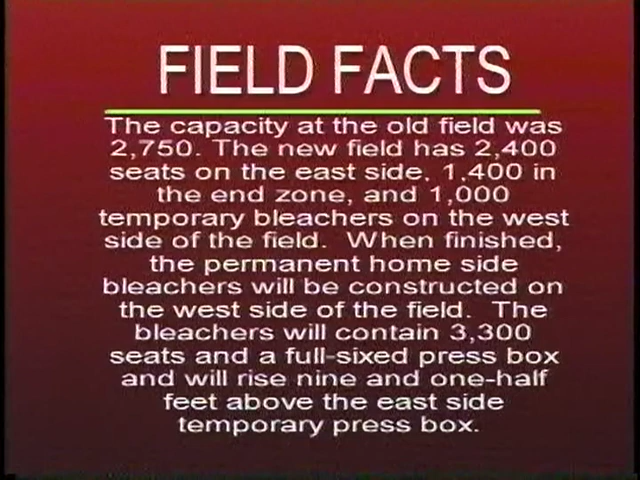 FIELD FACTS
The capacity at the old field was
2,750. The new field has 2,400
seats on the east side, 1,400 in
the end zone, and 1,000
temporary bleachers on the west
side of the field. When finished,
the permanent home side
bleachers will be constructed on
the west side of the field. The
bleachers will contain 3,300
seats and a full-sixed press box
and will rise nine and one-half
feet above the east side
temporary press box.